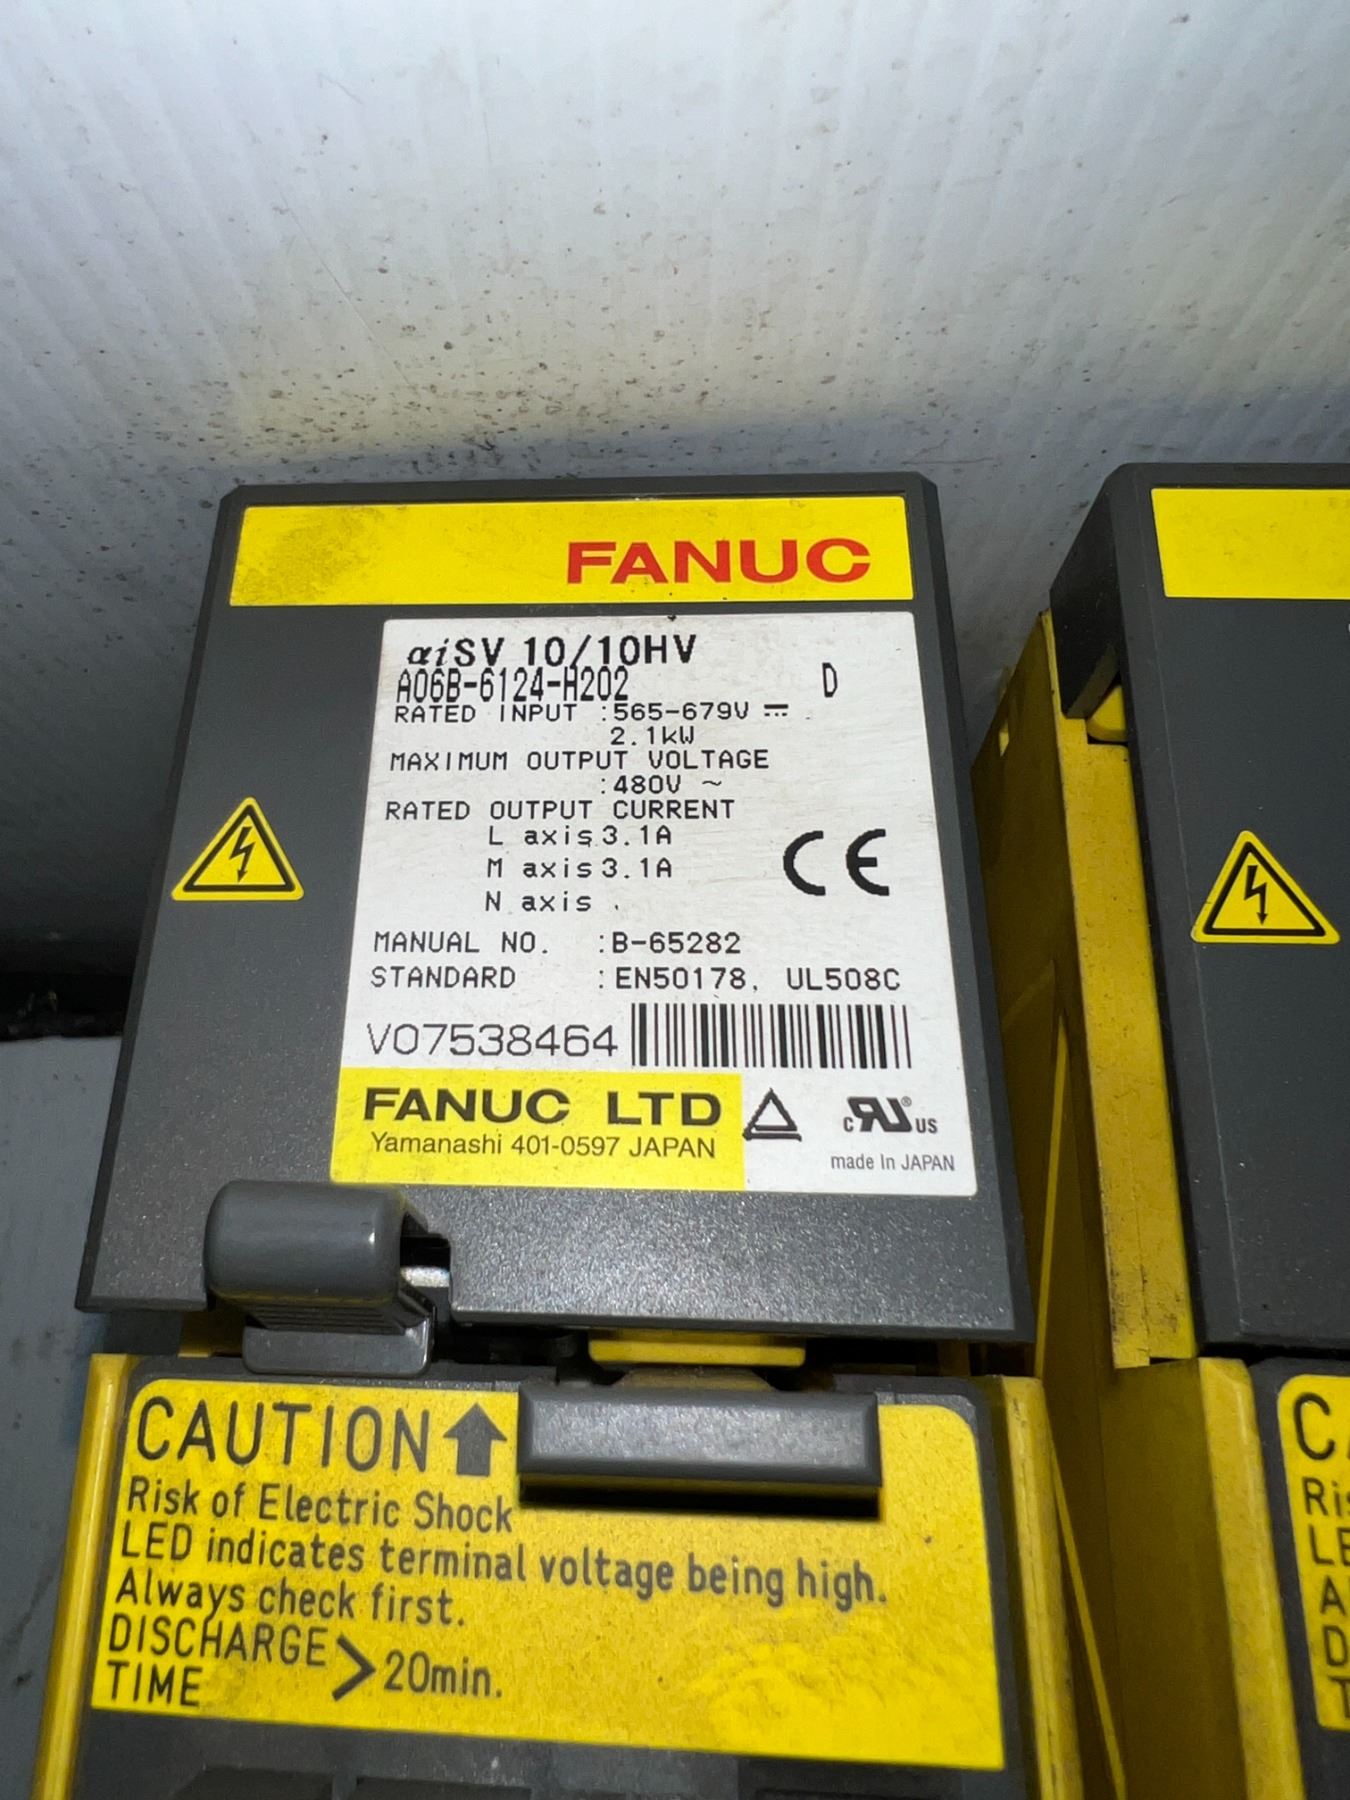 FANUC
αiSV 10/10HV
A06B-6124-H202 D
RATED INPUT :565-679V ⎓
2.1kW
MAXIMUM OUTPUT VOLTAGE
:480V ~
RATED OUTPUT CURRENT
L axis 3.1A
M axis 3.1A
N axis .
CE
MANUAL NO. :B-65282
STANDARD :EN50178, UL508C
V07538464
FANUC LTD
Yamanashi 401-0597 JAPAN
c RU® US
made In JAPAN
CAUTION
Risk of Electric Shock
LED indicates terminal voltage being high.
Always check first.
DISCHARGE
TIME > 20min.